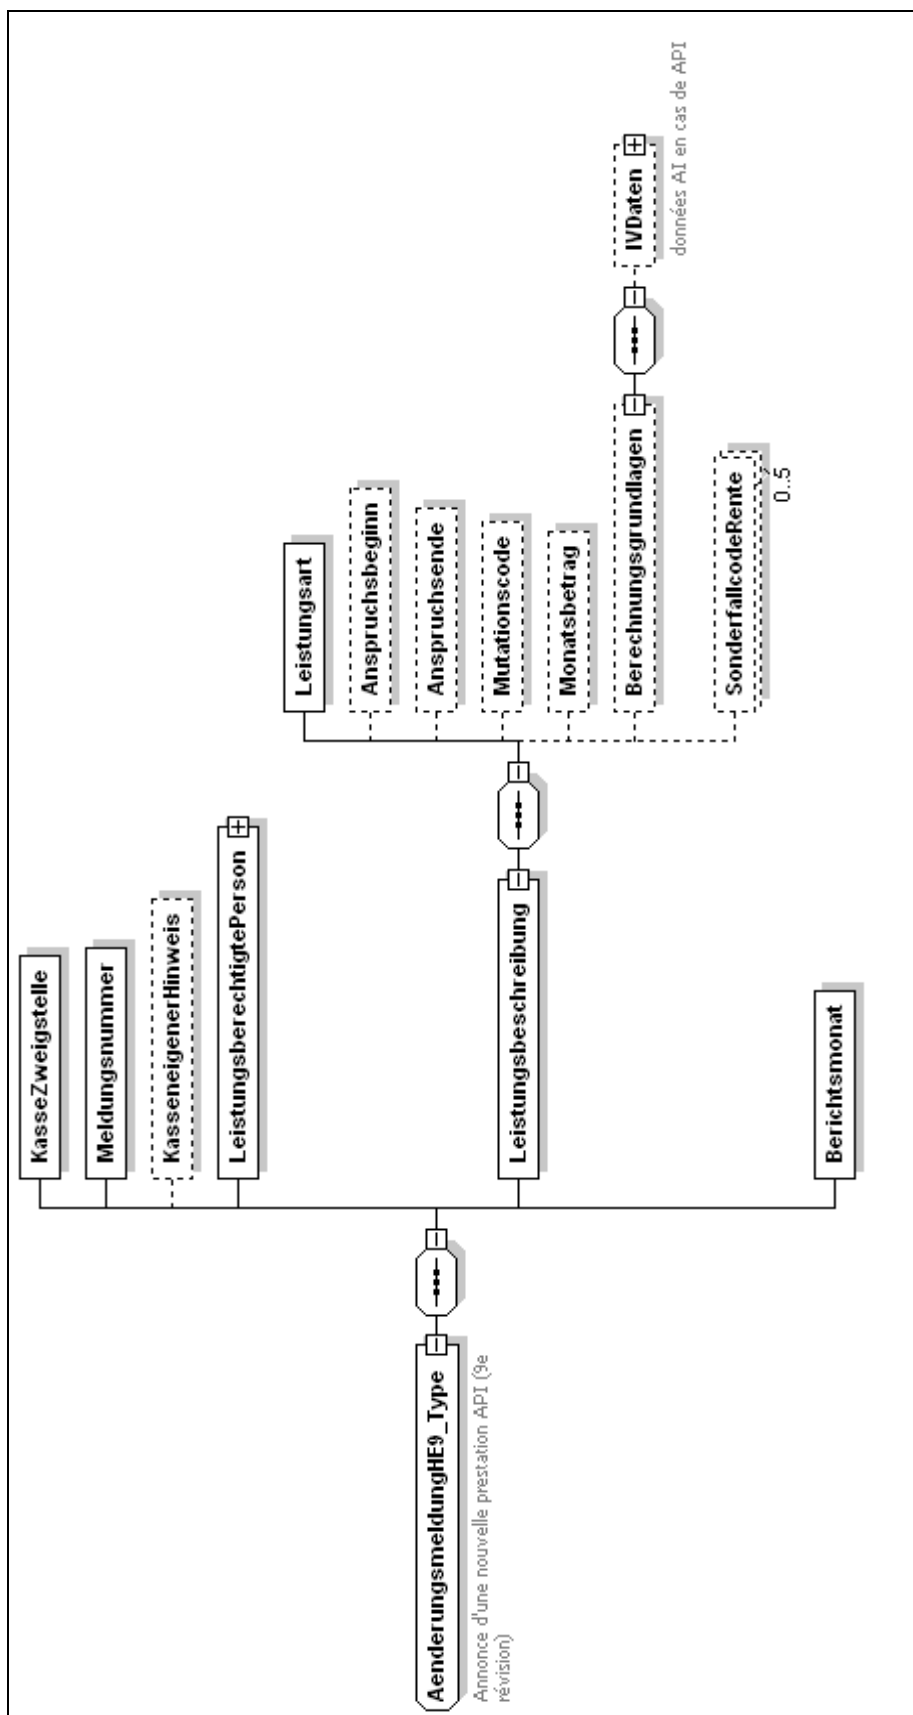 AenderungsmeldungHE9_Type
Annonce d'une nouvelle prestation API (9e
révision)
KasseZweigstelle
Meldungsnummer
KasseneigenerHinweis
LeistungsberechtigtePerson
Leistungsbeschreibung
Leistungsart
Anspruchsbeginn
Anspruchsende
Mutationscode
Monatsbetrag
Berechnungsgrundlagen
IVDaten
données AI en cas de API
SonderfallcodeRente
0..5
Berichtsmonat